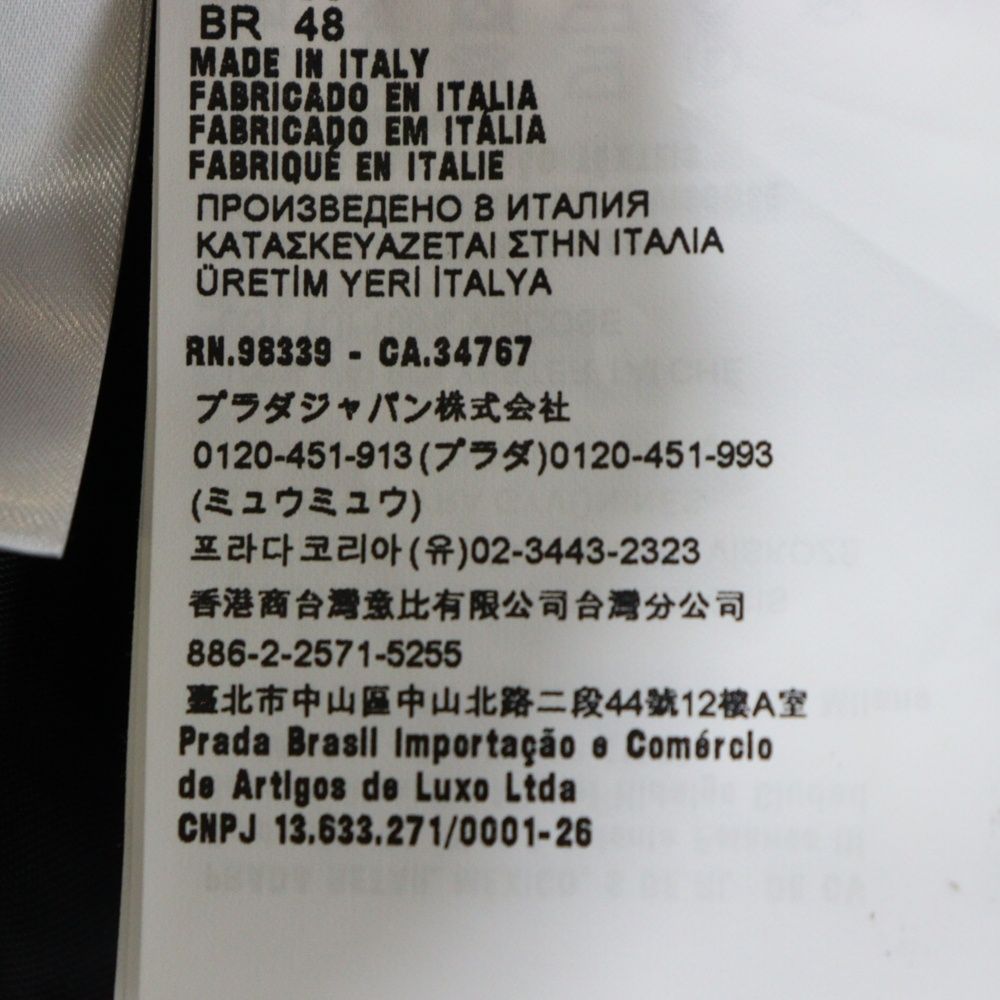 BR 48
MADE IN ITALY
FABRICADO EN ITALIA
FABRICADO EM ITÁLIA
FABRIQUÉ EN ITALIE
ПРОИЗВЕДЕНО В ИТАЛИЯ
ΚΑΤΑΣΚΕΥΑΖΕΤΑΙ ΣΤΗΝ ΙΤΑΛΙΑ
ÜRETİM YERİ İTALYA
RN.98339 - CA.34767
プラダジャパン株式会社
0120-451-913(プラダ)0120-451-993
(ミュウミュウ)
프라다코리아(유)02-3443-2323
香港商台灣意比有限公司台灣分公司
886-2-2571-5255
臺北市中山區中山北路二段44號12樓A室
Prada Brasil Importação e Comércio
de Artigos de Luxo Ltda
CNPJ 13.633.271/0001-26